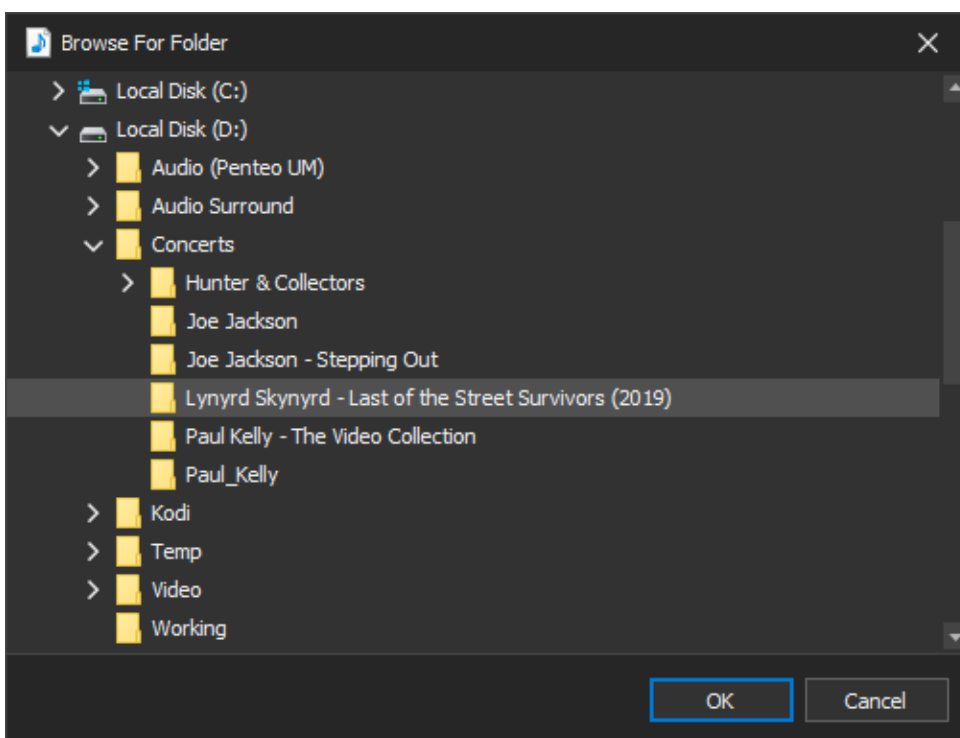 Browse For Folder
Local Disk (C:)
Local Disk (D:)
Audio (Penteo UM)
Audio Surround
Concerts
Hunter & Collectors
Joe Jackson
Joe Jackson - Stepping Out
Lynyrd Skynyrd - Last of the Street Survivors (2019)
Paul Kelly - The Video Collection
Paul_Kelly
Kodi
Temp
Video
Working
OK Cancel